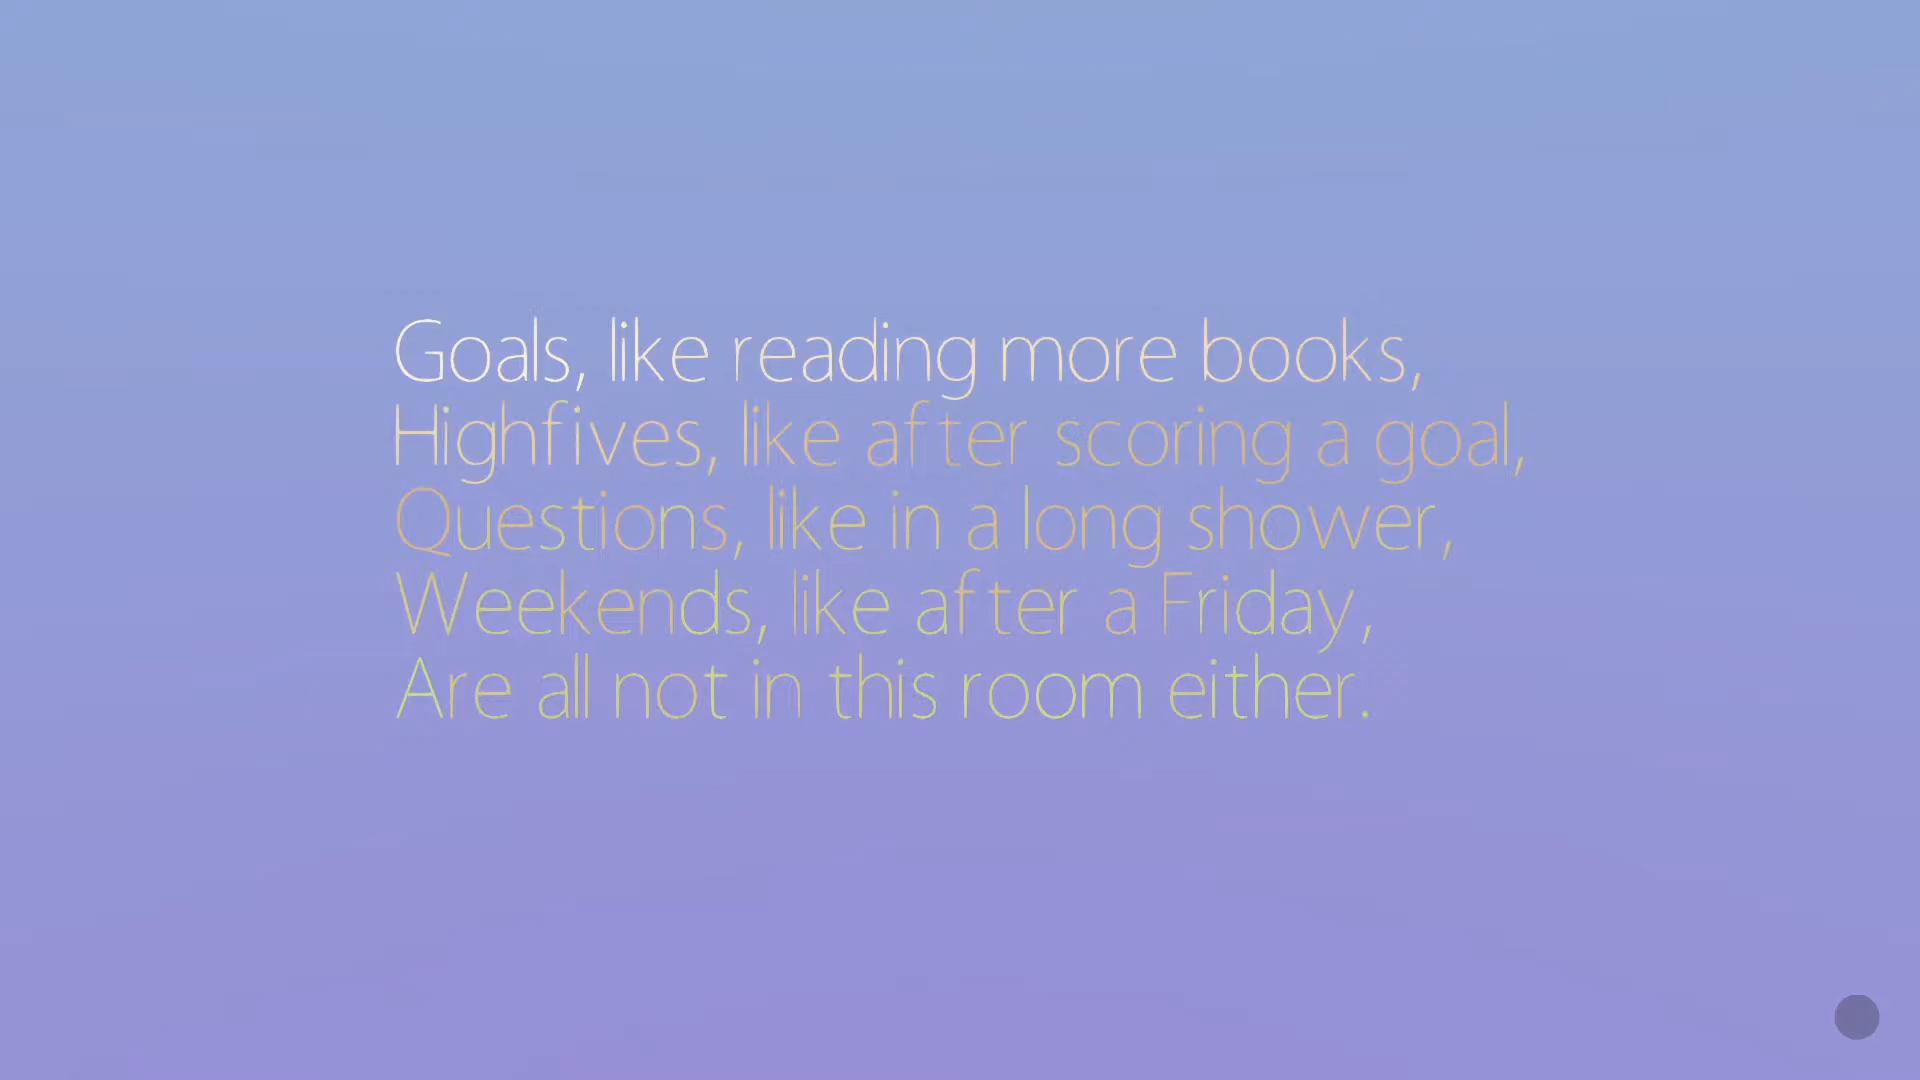 Goals, like reading more books,
Highfives, like after scoring a goal,
Questions, like in a long shower,
Weekends, like after a Friday,
Are all not in this room either.